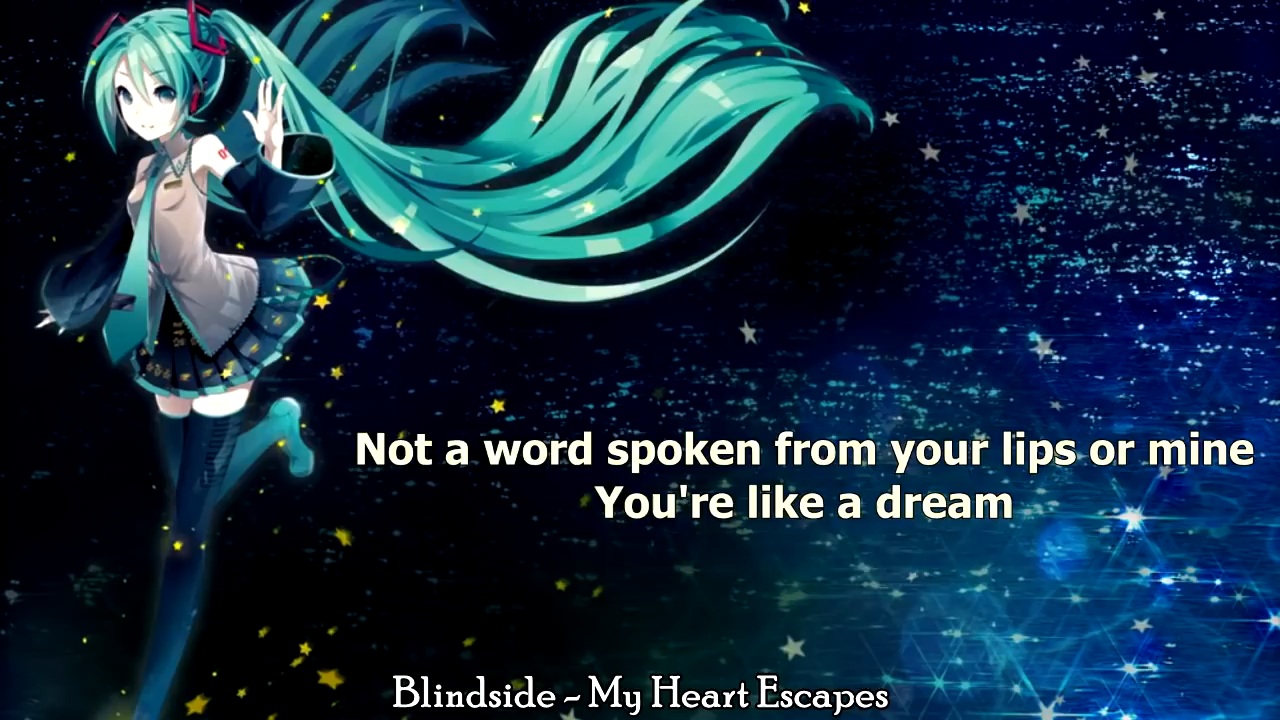 Not a word spoken from your lips or mine
You're like a dream
Blindside - My Heart Escapes